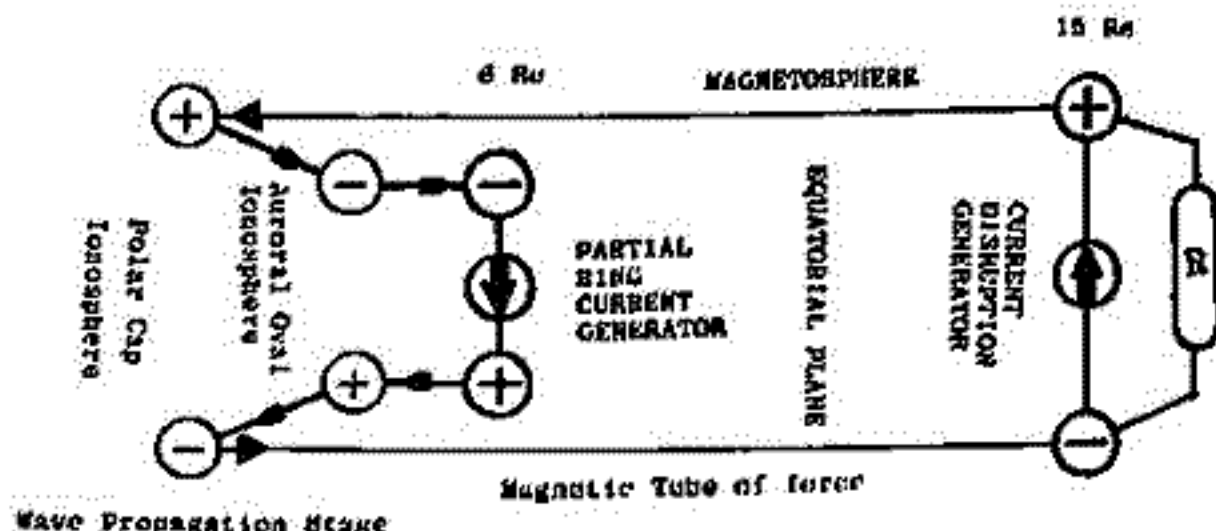 15 Re
6 Re
MAGNETOSPHERE
Polar Cap
Ionosphere
Auroral Oval
Ionosphere
PARTIAL
RING
CURRENT
GENERATOR
EQUATORIAL PLANE
CURRENT
DISRUPTION
GENERATOR
R
Magnetic Tube of force
Wave Propagation Stage